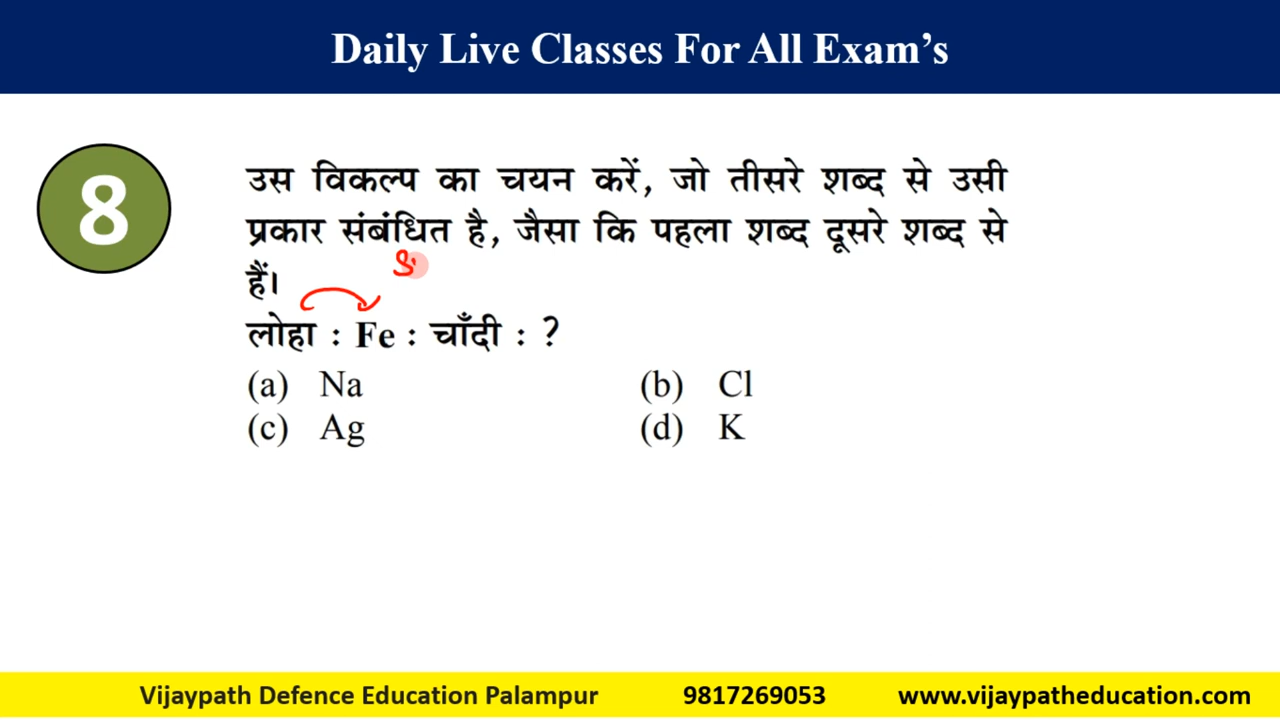 Daily Live Classes For All Exam's
8
उस विकल्प का चयन करें, जो तीसरे शब्द से उसी
प्रकार संबंधित है, जैसा कि पहला शब्द दूसरे शब्द से
हैं।
लोहा : Fe : चाँदी : ?
(a) Na (b) Cl
(c) Ag (d) K
Vijaypath Defence Education Palampur 9817269053 www.vijaypatheducation.com